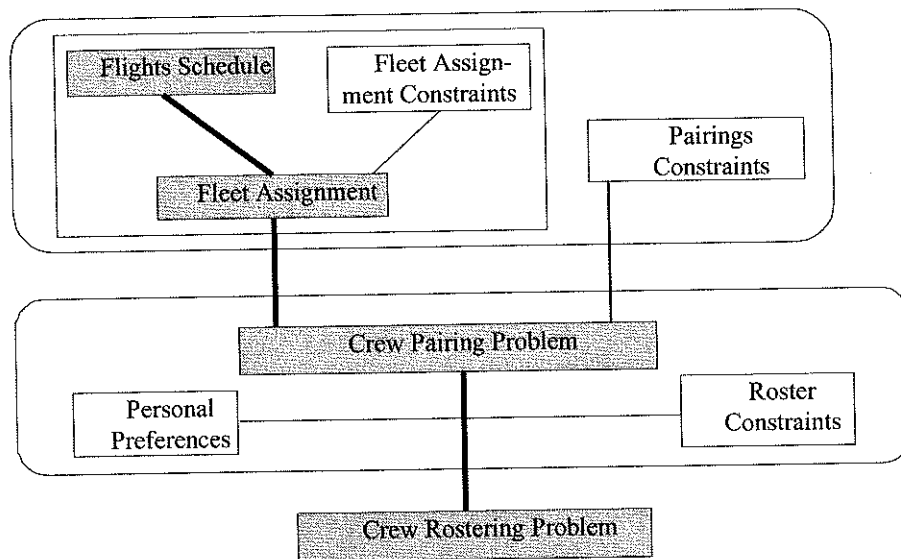 Flights Schedule
Fleet Assign-
ment Constraints
Pairings
Constraints
Fleet Assignment
Crew Pairing Problem
Personal
Preferences
Roster
Constraints
Crew Rostering Problem